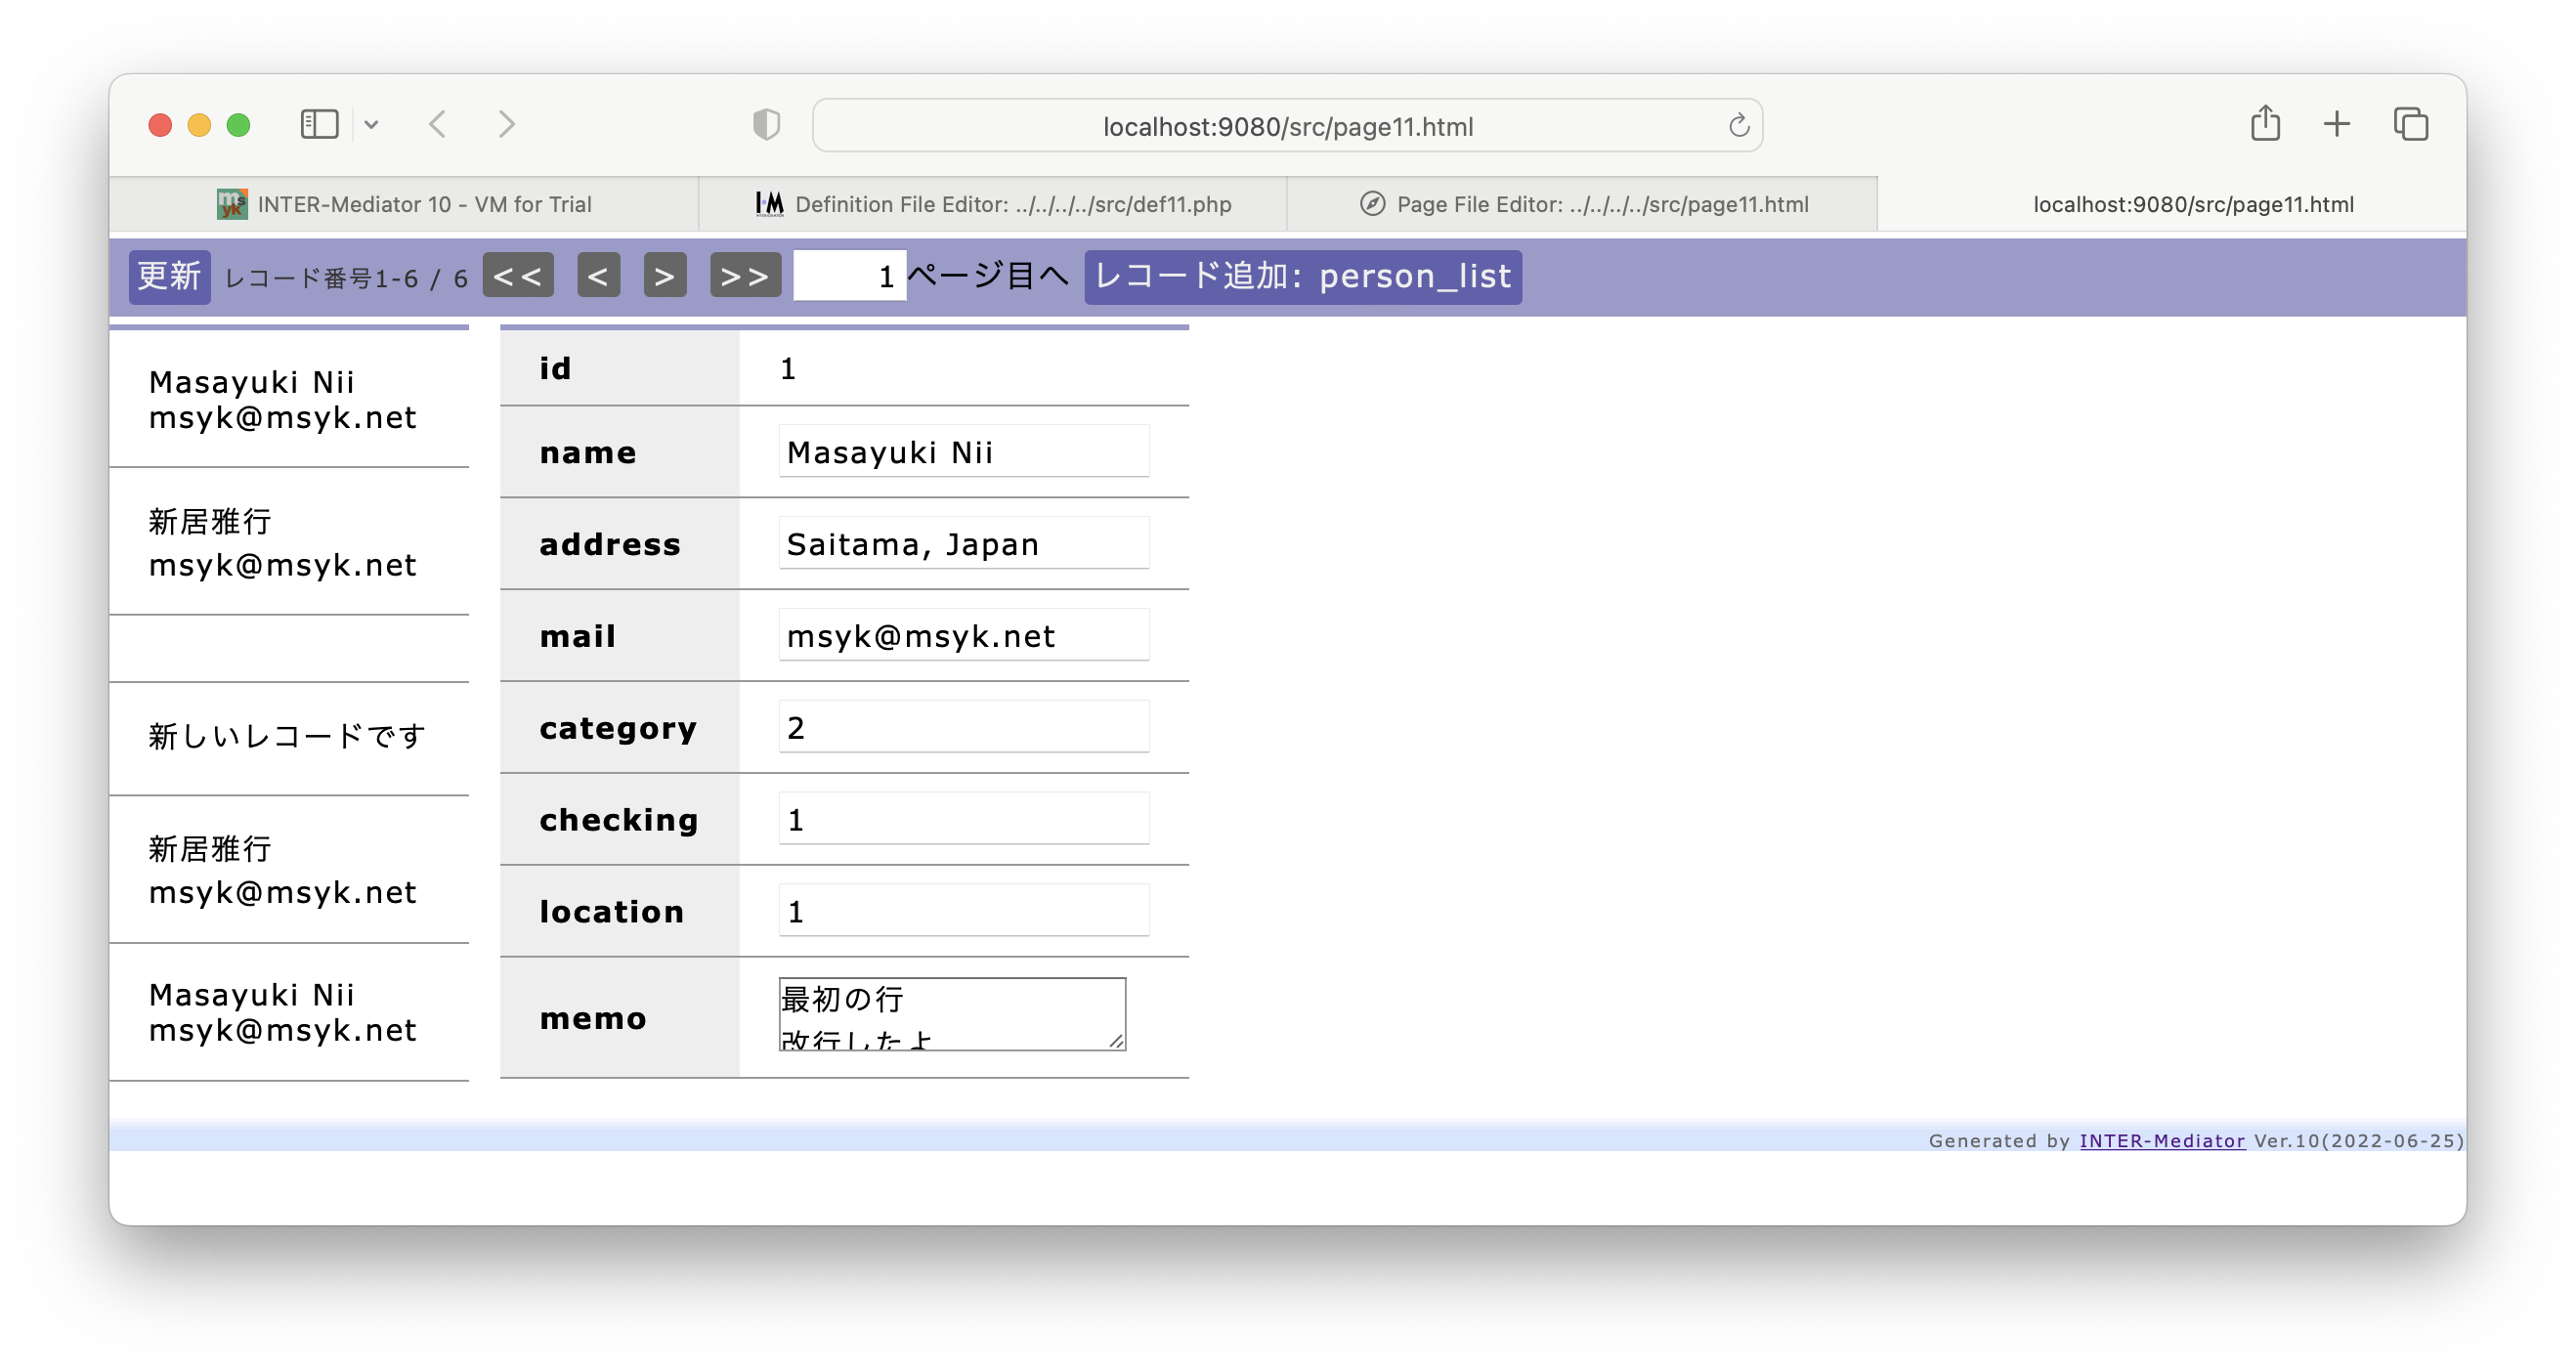 localhost:9080/src/page11.html
INTER-Mediator 10 - VM for Trial
Definition File Editor: ../../../../src/def11.php
Page File Editor: ../../../../src/page11.html
localhost:9080/src/page11.html
更新 レコード番号1-6 / 6 << < > >> 1ページ目へ レコード追加: person_list
Masayuki Nii
msyk@msyk.net
新居雅行
msyk@msyk.net
新しいレコードです
新居雅行
msyk@msyk.net
Masayuki Nii
msyk@msyk.net
id 1
name Masayuki Nii
address Saitama, Japan
mail msyk@msyk.net
category 2
checking 1
location 1
memo 最初の行
改行したよ
Generated by INTER-Mediator Ver.10(2022-06-25)